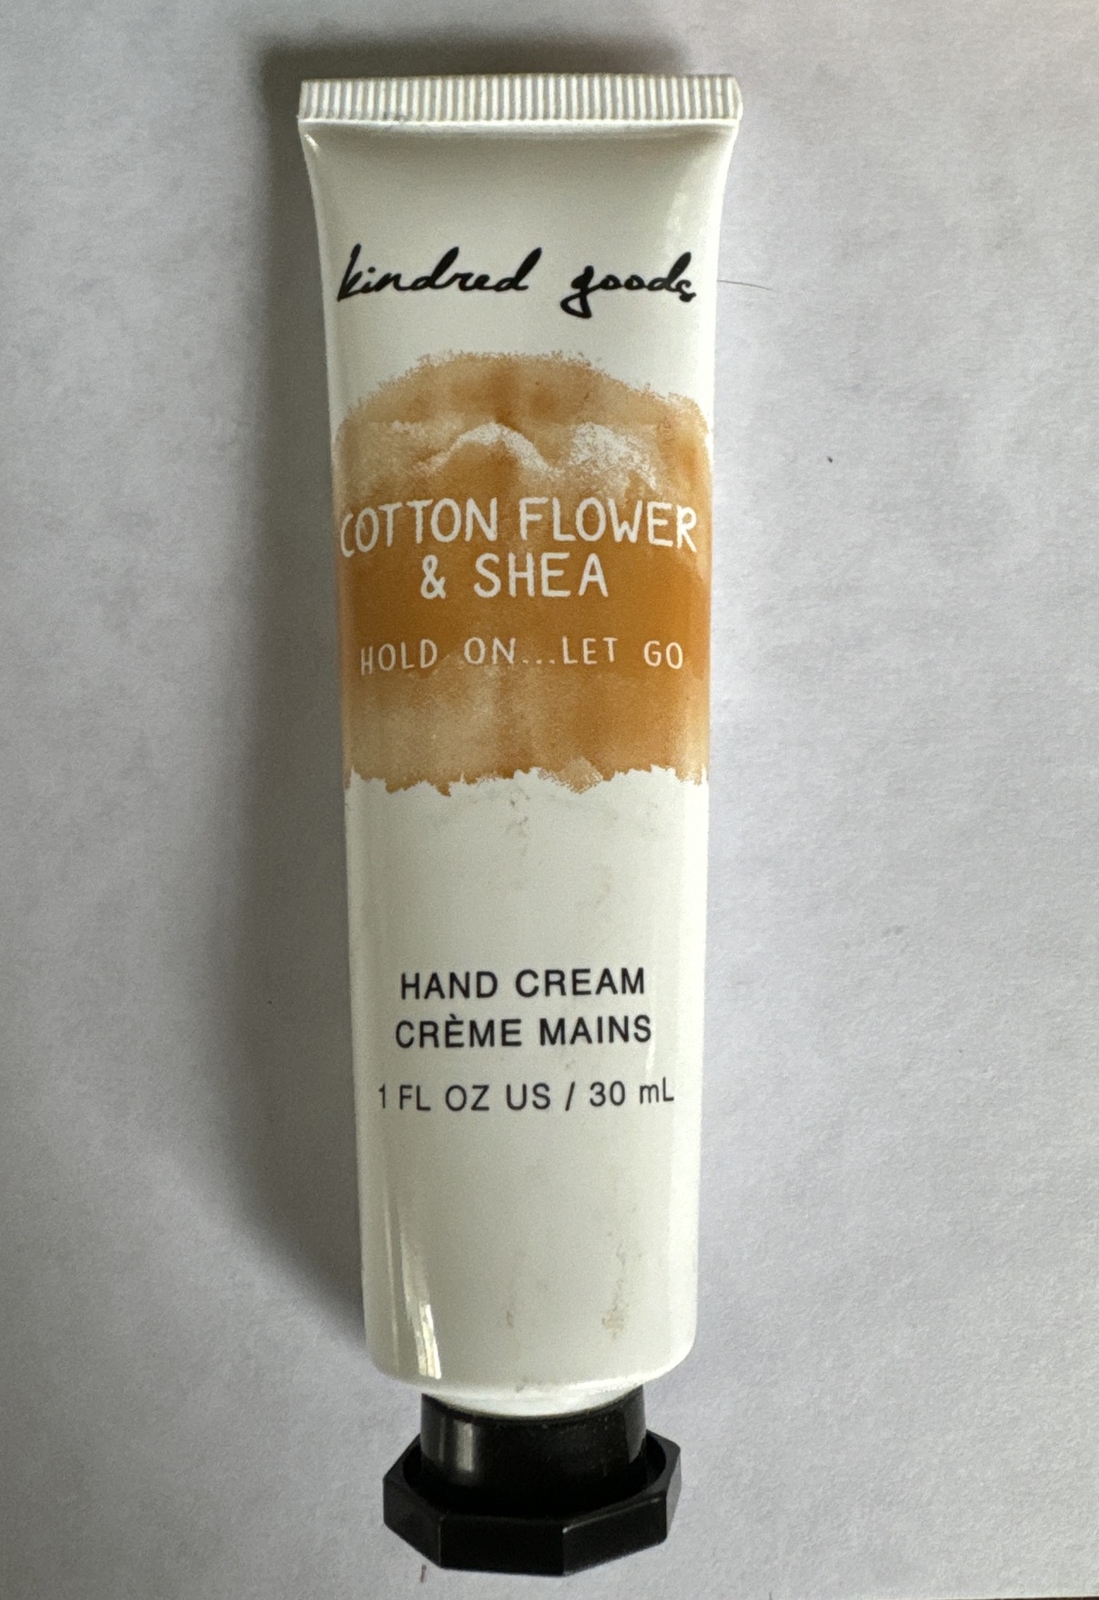 kindred goods
COTTON FLOWER
& SHEA
HOLD ON...LET GO
HAND CREAM
CRÈME MAINS
1 FL OZ US / 30 mL